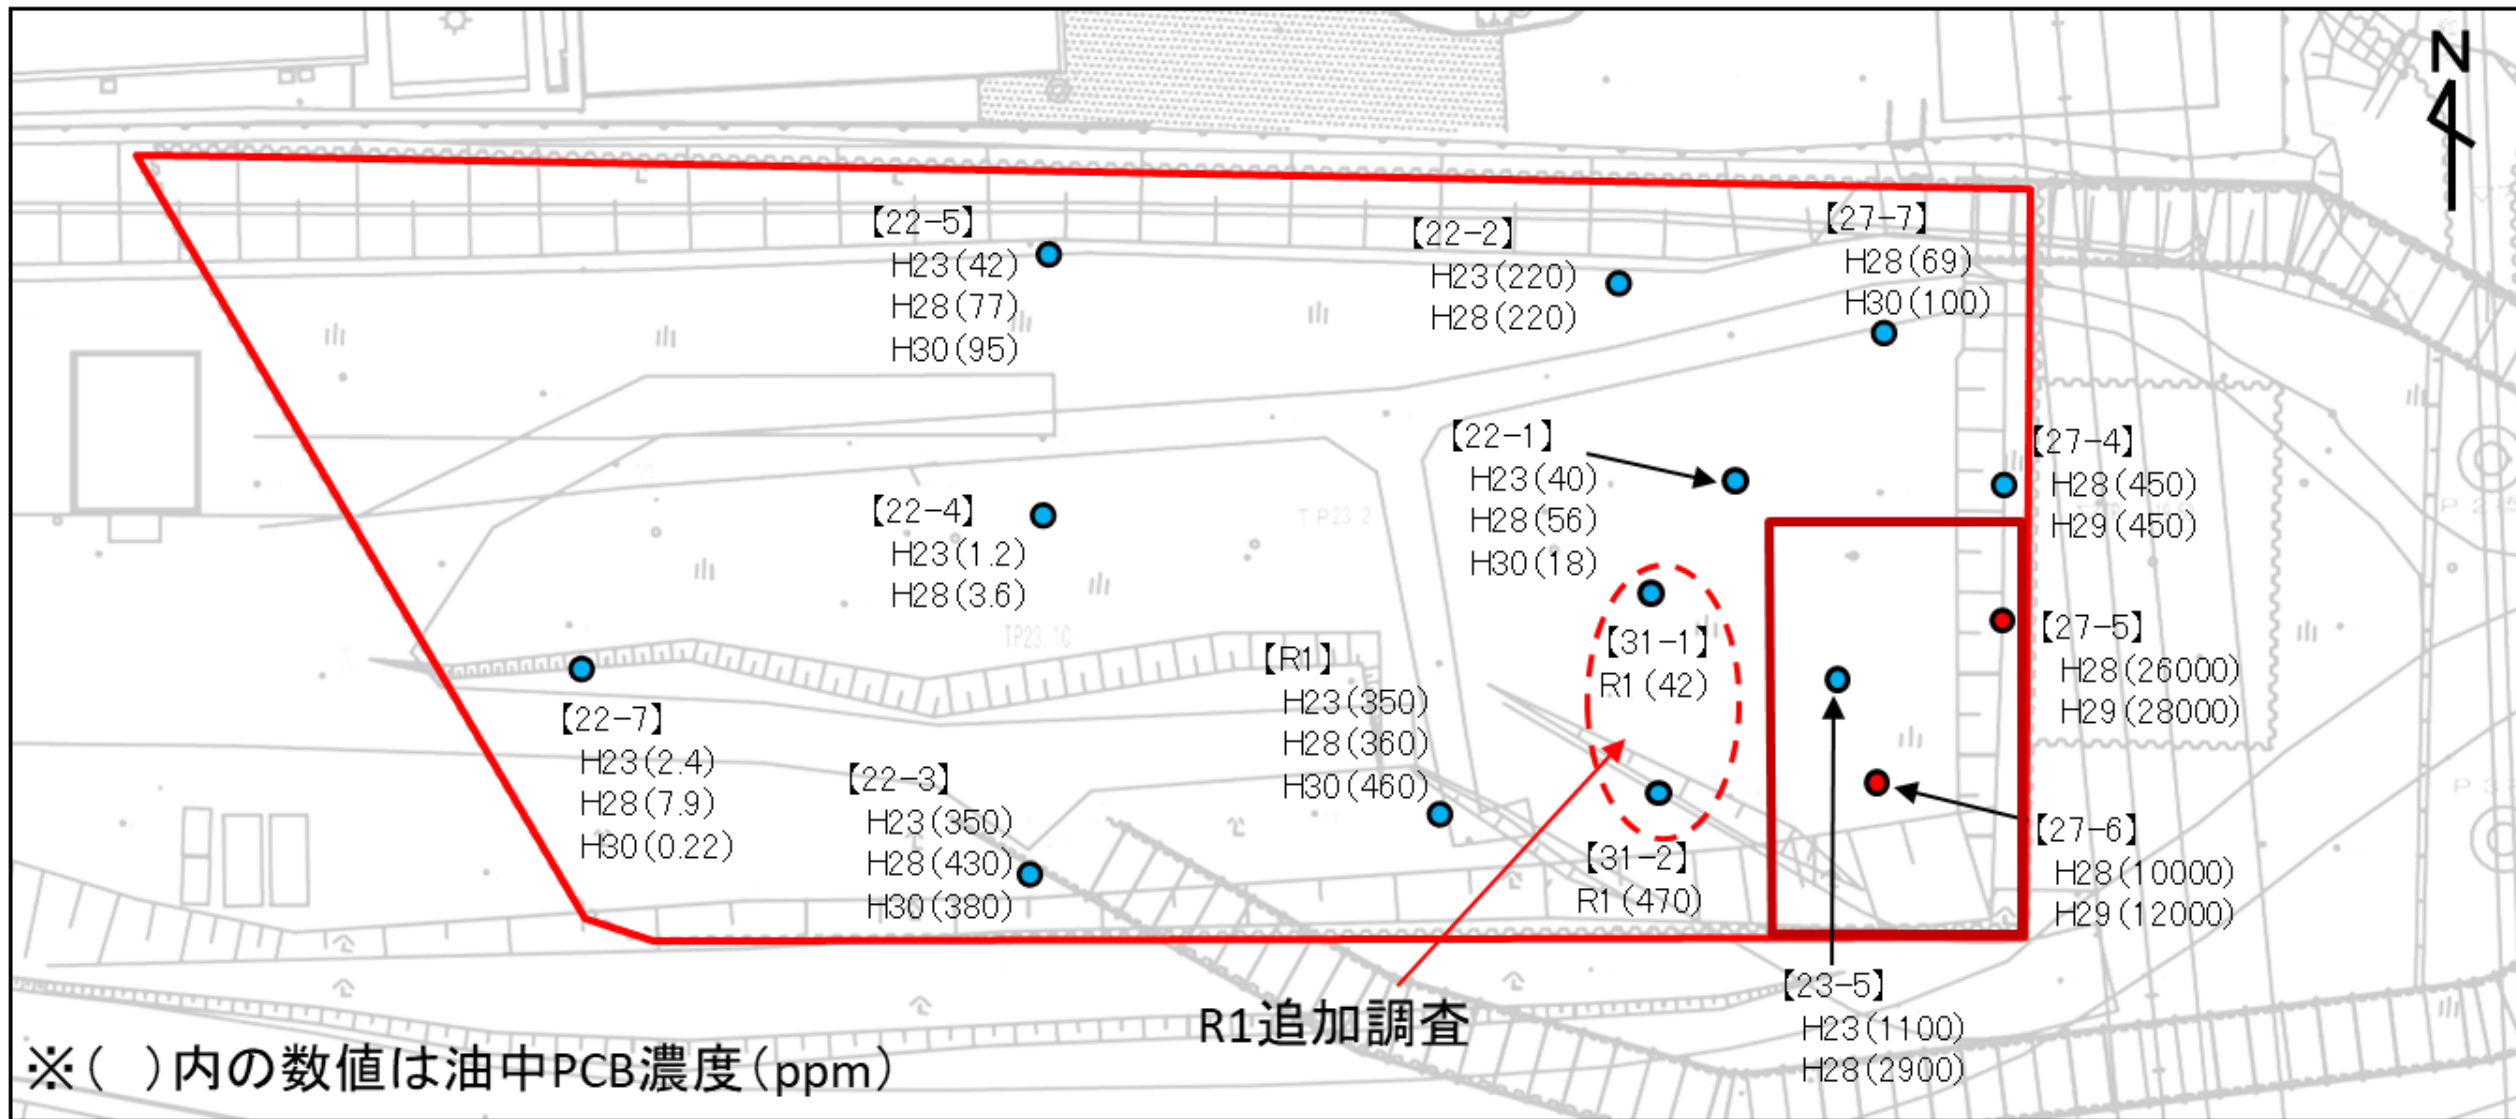 N
【22-5】
H23(42)
H28(77)
H30(95)
【22-2】
H23(220)
H28(220)
【27-7】
H28(69)
H30(100)
【22-1】
H23(40)
H28(56)
H30(18)
【27-4】
H28(450)
H29(450)
【22-4】
H23(1.2)
H28(3.6)
TP23.2
TP23.10
【31-1】
R1(42)
【27-5】
H28(26000)
H29(28000)
【R1】
H23(350)
H28(360)
H30(460)
【22-7】
H23(2.4)
H28(7.9)
H30(0.22)
【22-3】
H23(350)
H28(430)
H30(380)
【31-2】
R1(470)
【27-6】
H28(10000)
H29(12000)
【23-5】
H23(1100)
H28(2900)
R1追加調査
※( )内の数値は油中PCB濃度(ppm)